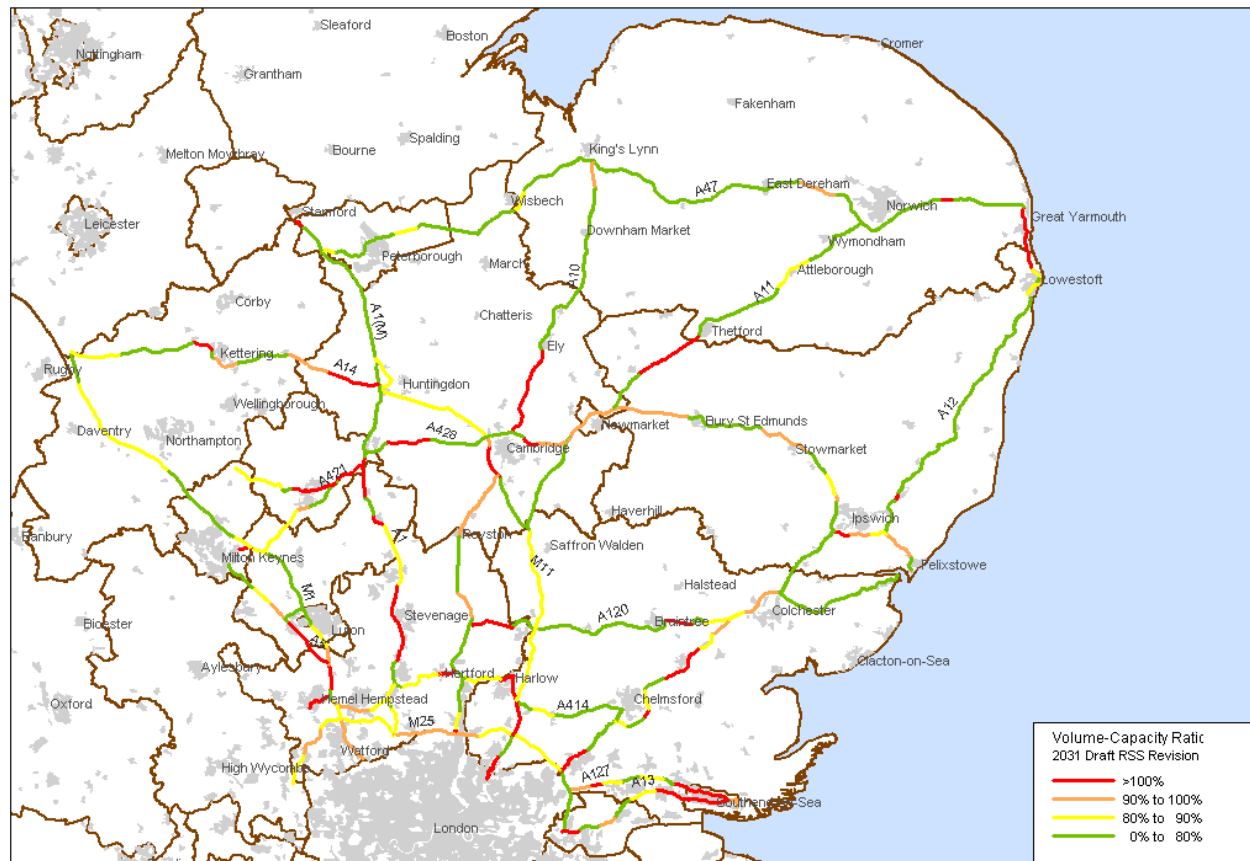 Sleaford
Boston
Cromer
Nottingham
Grantham
Fakenham
Spalding
Melton Mowbray
Bourne
King's Lynn
A47
East Dereham
Wisbech
Stamford
Norwich
Great Yarmouth
Leicester
Downham Market
Wymondham
Peterborough
March
Attleborough
Lowestoft
A10
A11
Corby
A1(M)
Chatteris
Thetford
Ely
Kettering
Rugby
A14
Huntingdon
Wellingborough
A12
Newmarket
Bury St Edmunds
Daventry
Northampton
A428
Cambridge
Stowmarket
A421
Haverhill
Ipswich
Banbury
Royston
A1
Saffron Walden
Milton Keynes
M11
Felixstowe
Halstead
M1
Stevenage
A120
Braintree
Colchester
Bicester
Luton
A5
Aylesbury
Clacton-on-Sea
Hertford
Harlow
Hemel Hempstead
Chelmsford
Oxford
A414
M25
Watford
High Wycombe
A127
A13
Southend-on-Sea
London
Volume-Capacity Ratio
2031 Draft RSS Revision
>100%
90% to 100%
80% to 90%
0% to 80%